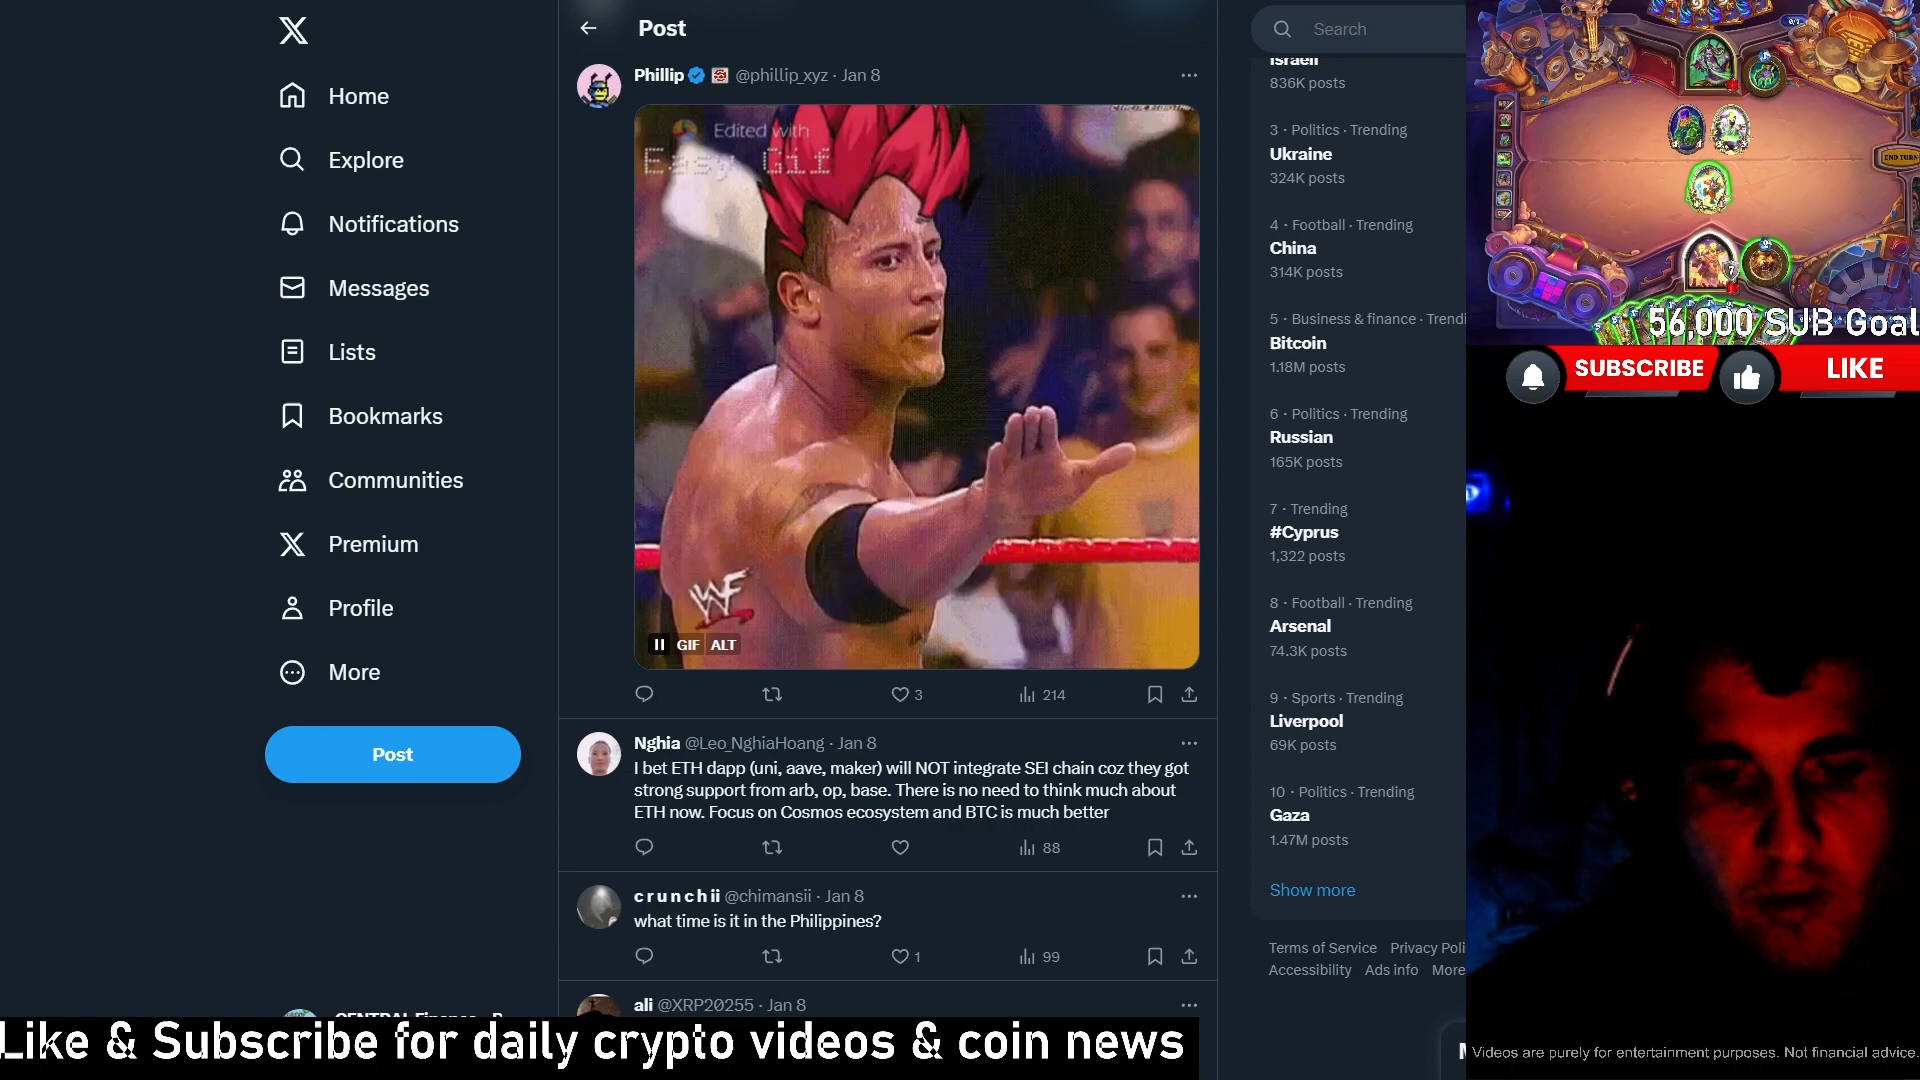 Post
Home
Explore
Notifications
Messages
Lists
Bookmarks
Communities
Premium
Profile
More
Post
Phillip @phillip_xyz · Jan 8
Edited with
Easy Gif
WF
GIF ALT
3
214
Nghia @Leo_NghiaHoang · Jan 8
I bet ETH dapp (uni, aave, maker) will NOT integrate SEI chain coz they got
strong support from arb, op, base. There is no need to think much about
ETH now. Focus on Cosmos ecosystem and BTC is much better
88
c r u n c h i i @chimansii · Jan 8
what time is it in the Philippines?
1
99
ali @XRP20255 · Jan 8
Search
Israeli
836K posts
3 · Politics · Trending
Ukraine
324K posts
4 · Football · Trending
China
314K posts
5 · Business & finance · Trendi
Bitcoin
1.18M posts
6 · Politics · Trending
Russian
165K posts
7 · Trending
#Cyprus
1,322 posts
8 · Football · Trending
Arsenal
74.3K posts
9 · Sports · Trending
Liverpool
69K posts
10 · Politics · Trending
Gaza
1.47M posts
Show more
Terms of Service Privacy Poli
Accessibility Ads info More
END TURN
7
56,000 SUB Goal
SUBSCRIBE
LIKE
Like & Subscribe for daily crypto videos & coin news
Videos are purely for entertainment purposes. Not financial advice.